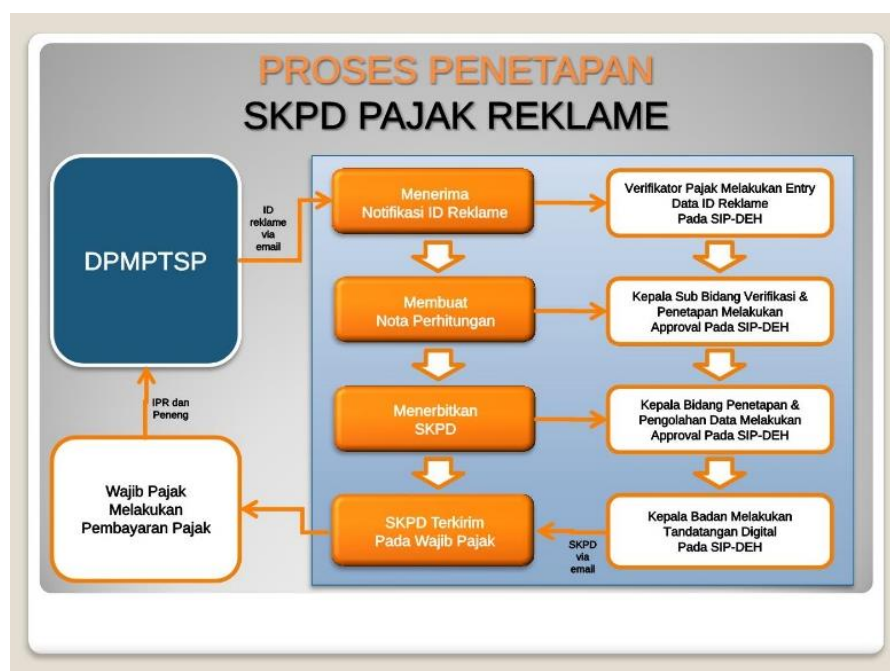 PROSES PENETAPAN
SKPD PAJAK REKLAME
DPMPTSP
ID
reklame
via
email
Menerima
Notifikasi ID Reklame
Verifikator Pajak Melakukan Entry
Data ID Reklame
Pada SIP-DEH
Membuat
Nota Perhitungan
Kepala Sub Bidang Verifikasi &
Penetapan Melakukan
Approval Pada SIP-DEH
IPR dan
Peneng
Menerbitkan
SKPD
Kepala Bidang Penetapan &
Pengolahan Data Melakukan
Approval Pada SIP-DEH
Wajib Pajak
Melakukan
Pembayaran Pajak
SKPD Terkirim
Pada Wajib Pajak
SKPD
via
email
Kepala Badan Melakukan
Tandatangan Digital
Pada SIP-DEH